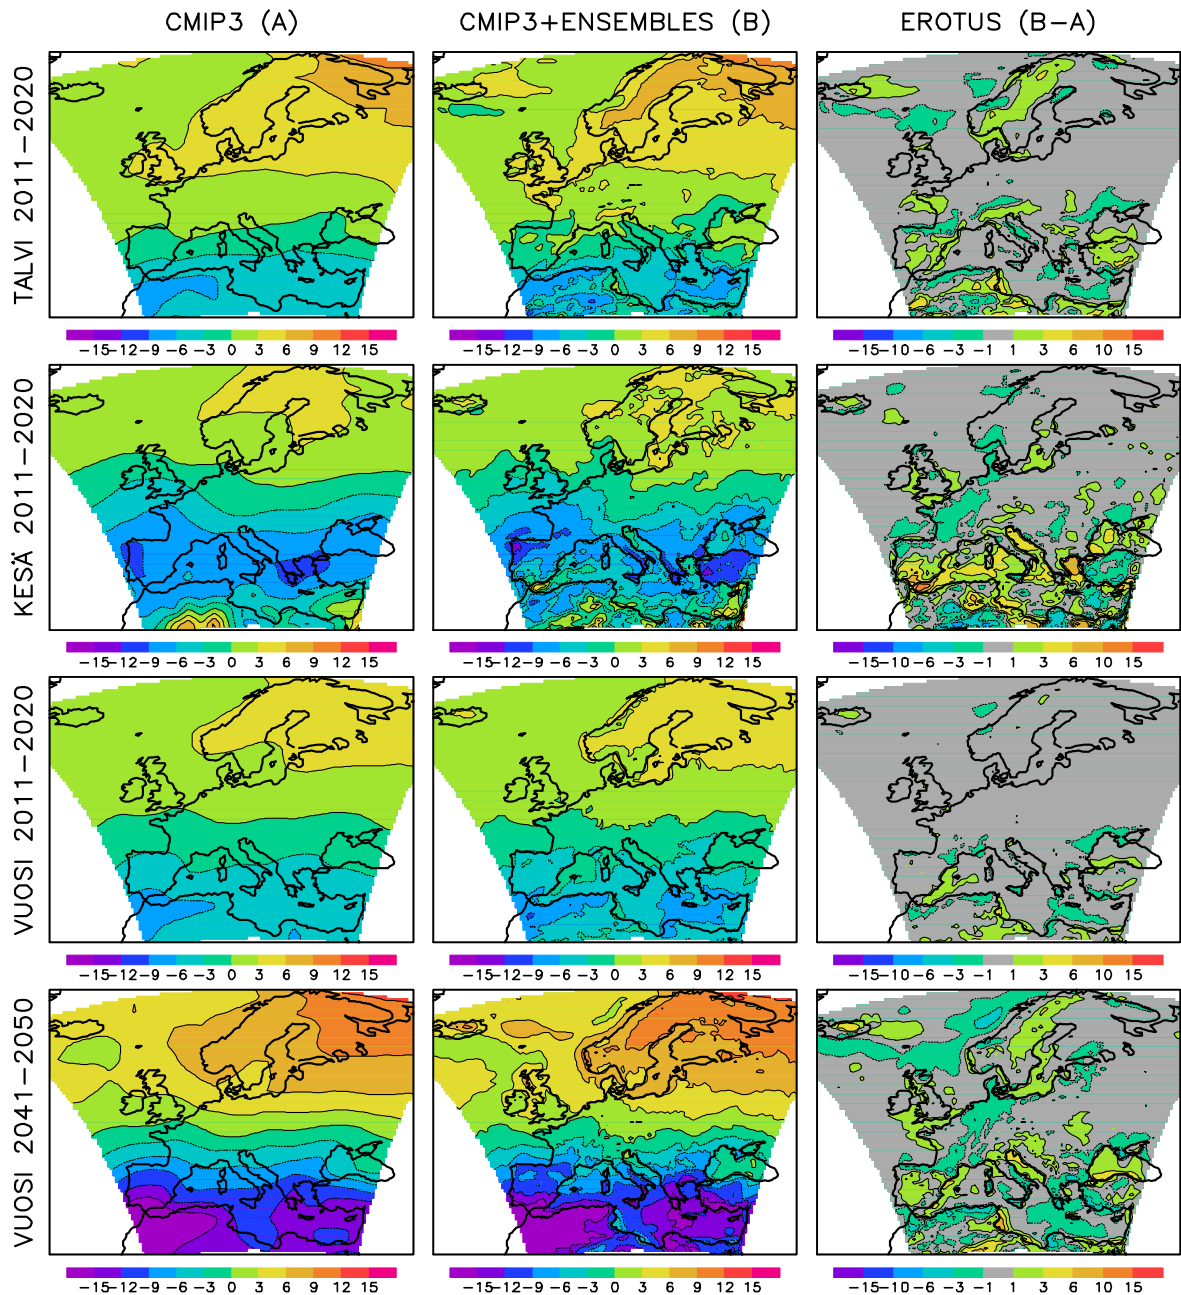 CMIP3 (A) CMIP3+ENSEMBLES (B) EROTUS (B-A)
TALVI 2011-2020
-15 -12 -9 -6 -3 0 3 6 9 12 15 -15 -12 -9 -6 -3 0 3 6 9 12 15 -15 -10 -6 -3 -1 1 3 6 10 15
KESÄ 2011-2020
-15 -12 -9 -6 -3 0 3 6 9 12 15 -15 -12 -9 -6 -3 0 3 6 9 12 15 -15 -10 -6 -3 -1 1 3 6 10 15
VUOSI 2011-2020
-15 -12 -9 -6 -3 0 3 6 9 12 15 -15 -12 -9 -6 -3 0 3 6 9 12 15 -15 -10 -6 -3 -1 1 3 6 10 15
VUOSI 2041-2050
-15 -12 -9 -6 -3 0 3 6 9 12 15 -15 -12 -9 -6 -3 0 3 6 9 12 15 -15 -10 -6 -3 -1 1 3 6 10 15